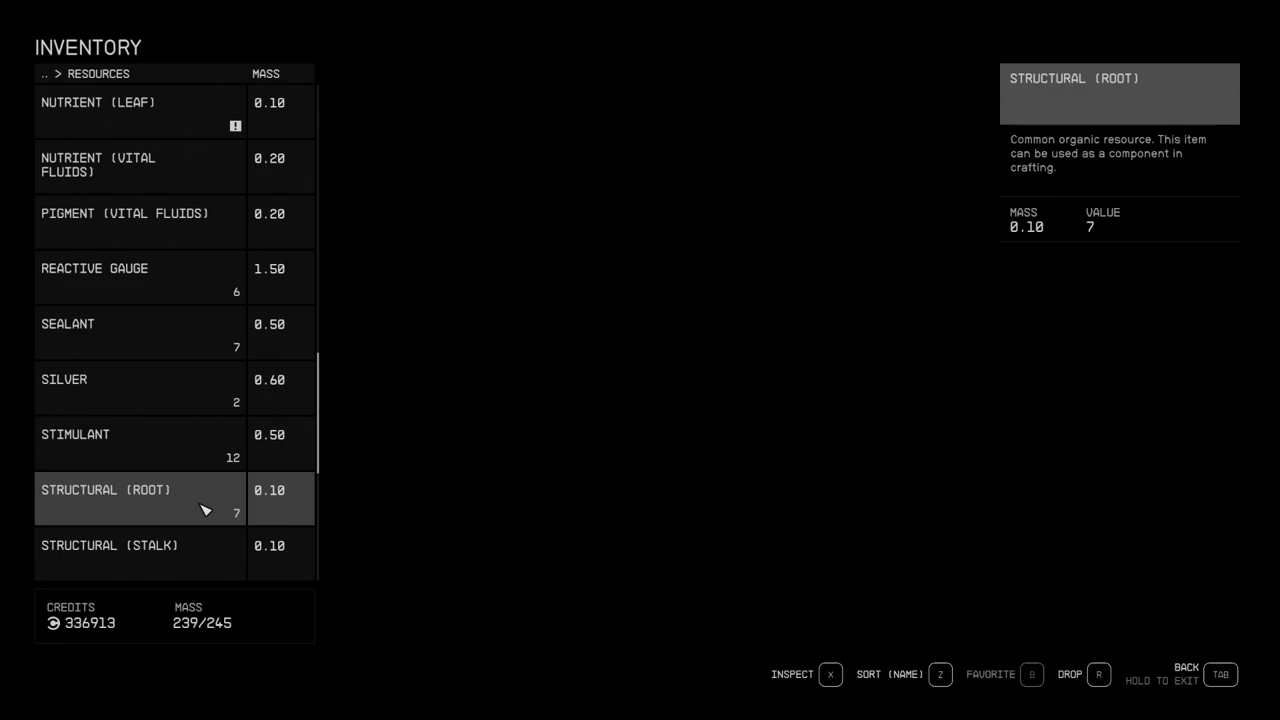 INVENTORY
.. > RESOURCES MASS
NUTRIENT (LEAF) 0.10
!
NUTRIENT (VITAL FLUIDS) 0.20
PIGMENT (VITAL FLUIDS) 0.20
REACTIVE GAUGE 1.50
6
SEALANT 0.50
7
SILVER 0.60
2
STIMULANT 0.50
12
STRUCTURAL (ROOT) 0.10
7
STRUCTURAL (STALK) 0.10
CREDITS MASS
336913 239/245
STRUCTURAL (ROOT)
Common organic resource. This item
can be used as a component in
crafting.
MASS VALUE
0.10 7
INSPECT X SORT (NAME) Z FAVORITE B DROP R BACK TAB
HOLD TO EXIT